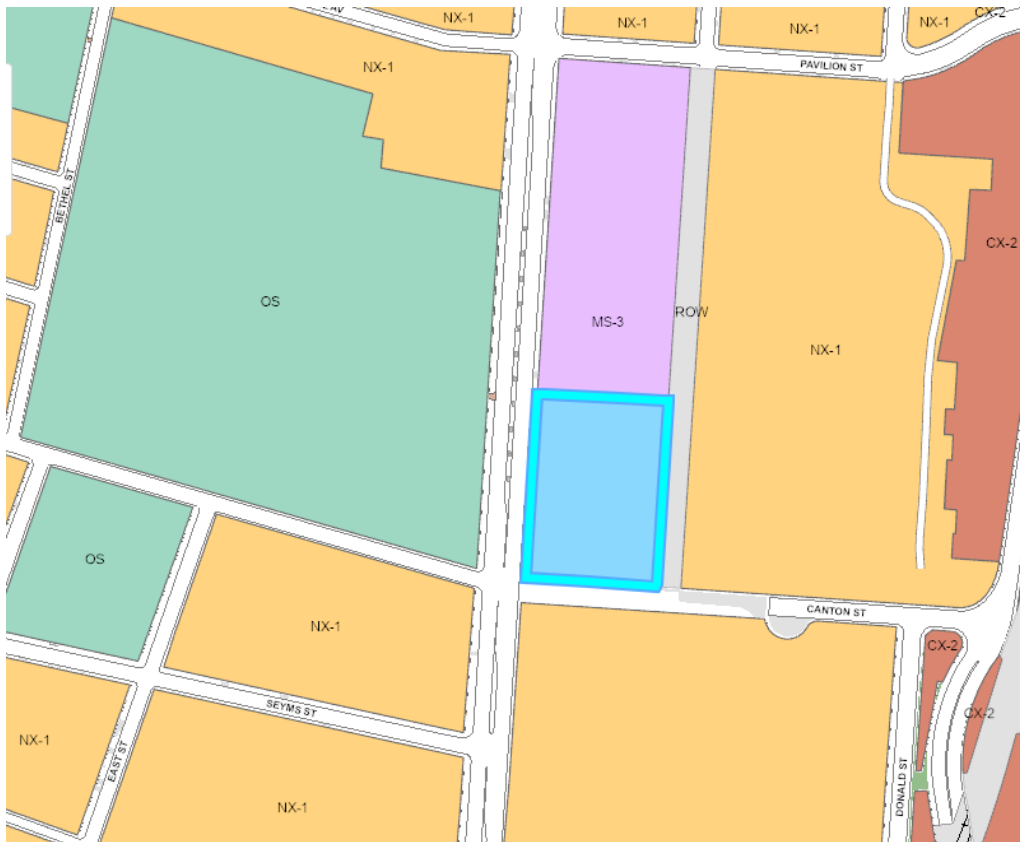 NX-1
NX-1
NX-1
NX-1
CX-2
PAVILION ST
NX-1
BETHEL ST
CX-2
OS
ROW
MS-3
NX-1
OS
CANTON ST
NX-1
CX-2
SEYMS ST
CX-2
NX-1
EAST ST
DONALD ST
NX-1